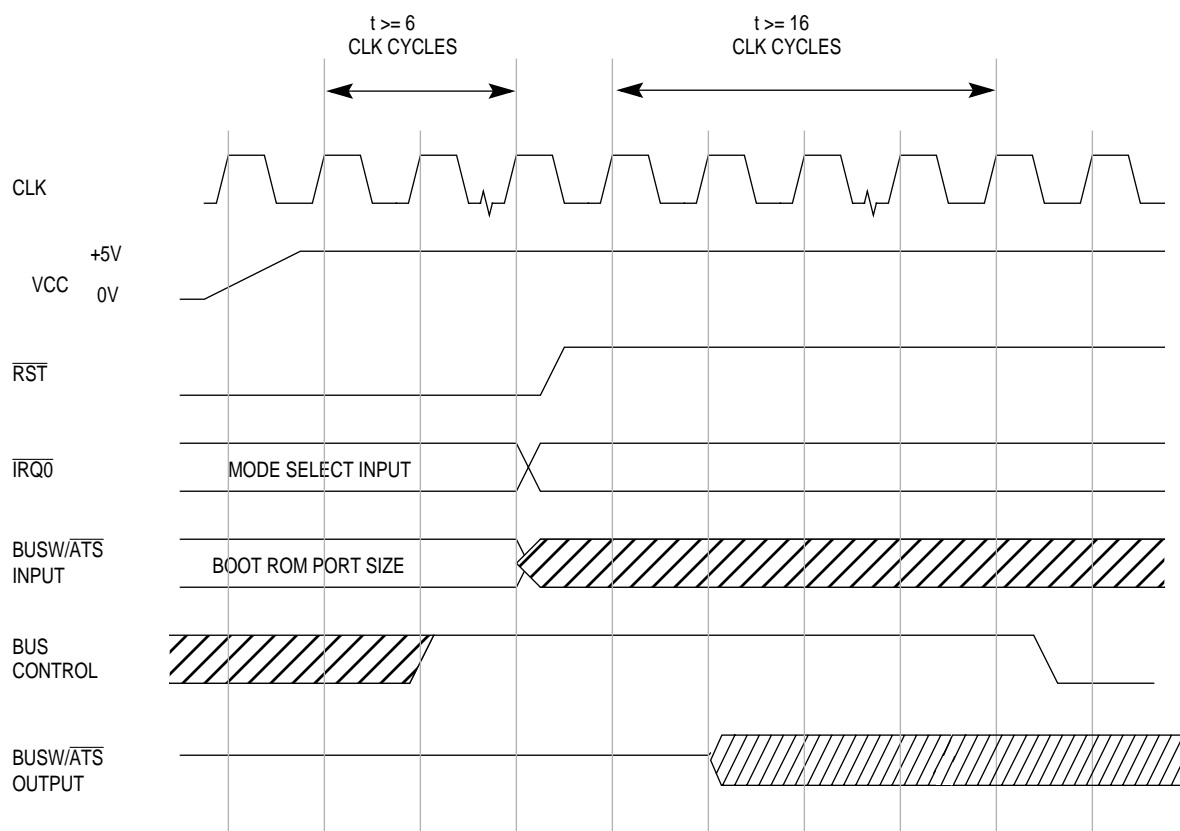 t >= 6
CLK CYCLES
t >= 16
CLK CYCLES
CLK
+5V
VCC
0V
RST
IRQ0
MODE SELECT INPUT
BUSW/ATS
INPUT
BOOT ROM PORT SIZE
BUS
CONTROL
BUSW/ATS
OUTPUT